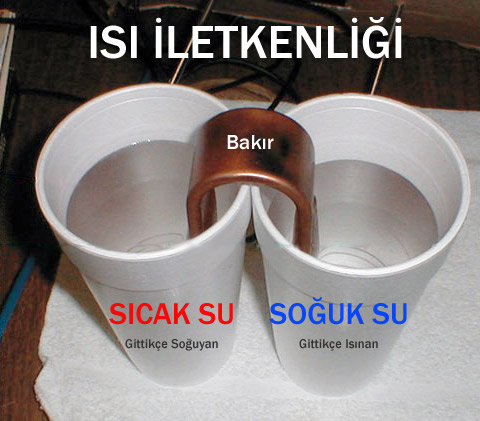 ISI İLETKENLİĞİ
Bakır
SICAK SU
SOĞUK SU
Gittikçe Soğuyan
Gittikçe Isınan